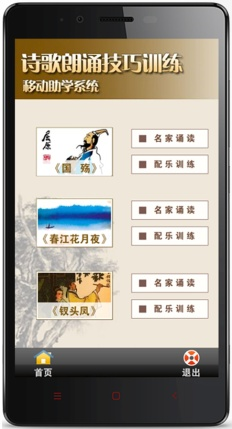 诗歌朗诵技巧训练
移动助学系统
屈原
《国 殇》
名家诵读
配乐训练
《春江花月夜》
名家诵读
配乐训练
《钗头凤》
名家诵读
配乐训练
首页
退出